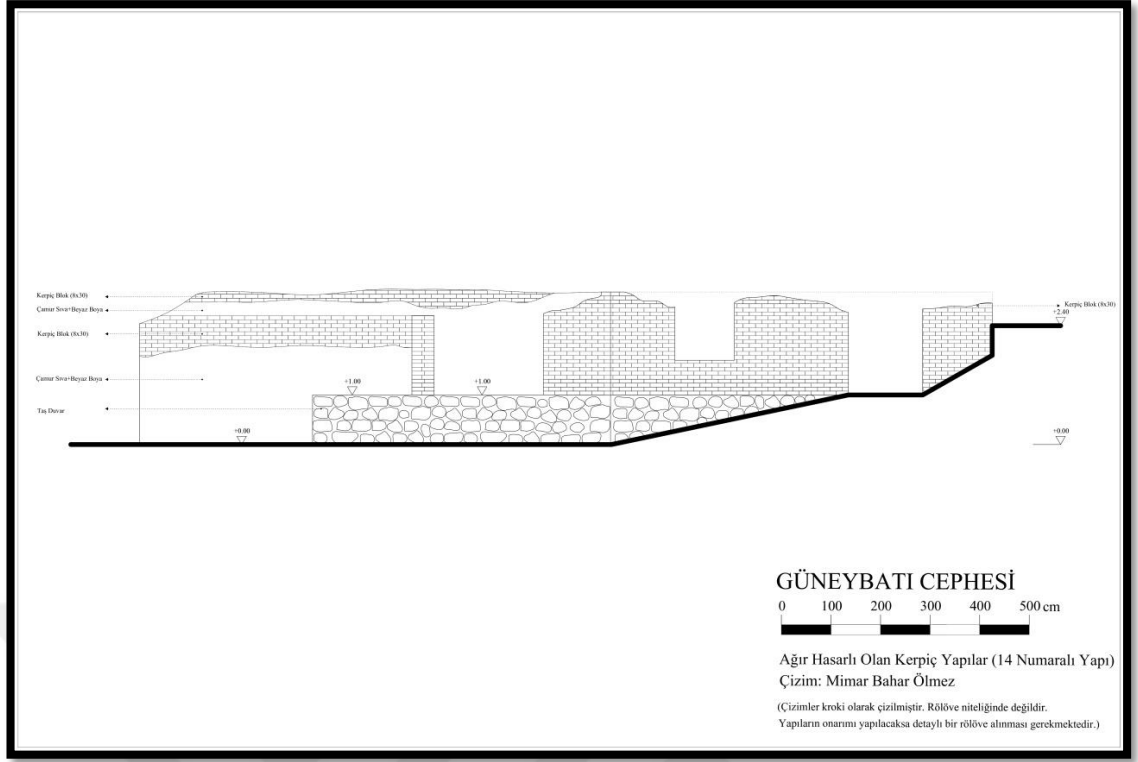 Kerpiç Blok (8x30)
Çamur Sıva+Beyaz Boya
Kerpiç Blok (8x30)
Çamur Sıva+Beyaz Boya
Taş Duvar
+0.00
+1.00
+1.00
Kerpiç Blok (8x30)
+2.40
+0.00
GÜNEYBATI CEPHESİ
0 100 200 300 400 500 cm
Ağır Hasarlı Olan Kerpiç Yapılar (14 Numaralı Yapı)
Çizim: Mimar Bahar Ölmez
(Çizimler kroki olarak çizilmiştir. Rölöve niteliğinde değildir.
Yapıların onarımı yapılacaksa detaylı bir rölöve alınması gerekmektedir.)